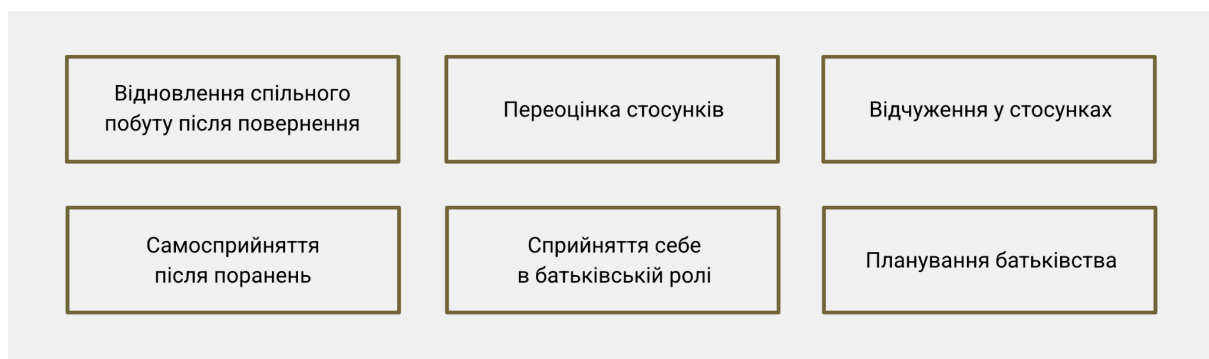 Відновлення спільного
побуту після повернення
Переоцінка стосунків
Відчуження у стосунках
Самосприйняття
після поранень
Сприйняття себе
в батьківській ролі
Планування батьківства